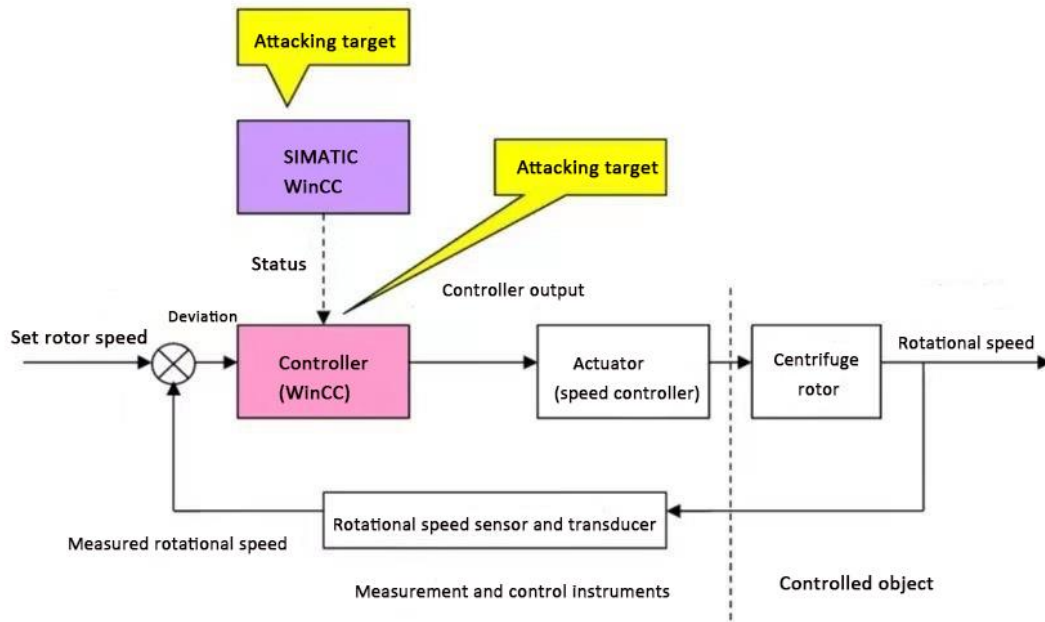 Attacking target
SIMATIC
WinCC
Attacking target
Status
Controller output
Deviation
Set rotor speed
Controller
(WinCC)
Actuator
(speed controller)
Centrifuge
rotor
Rotational speed
Rotational speed sensor and transducer
Measured rotational speed
Measurement and control instruments
Controlled object